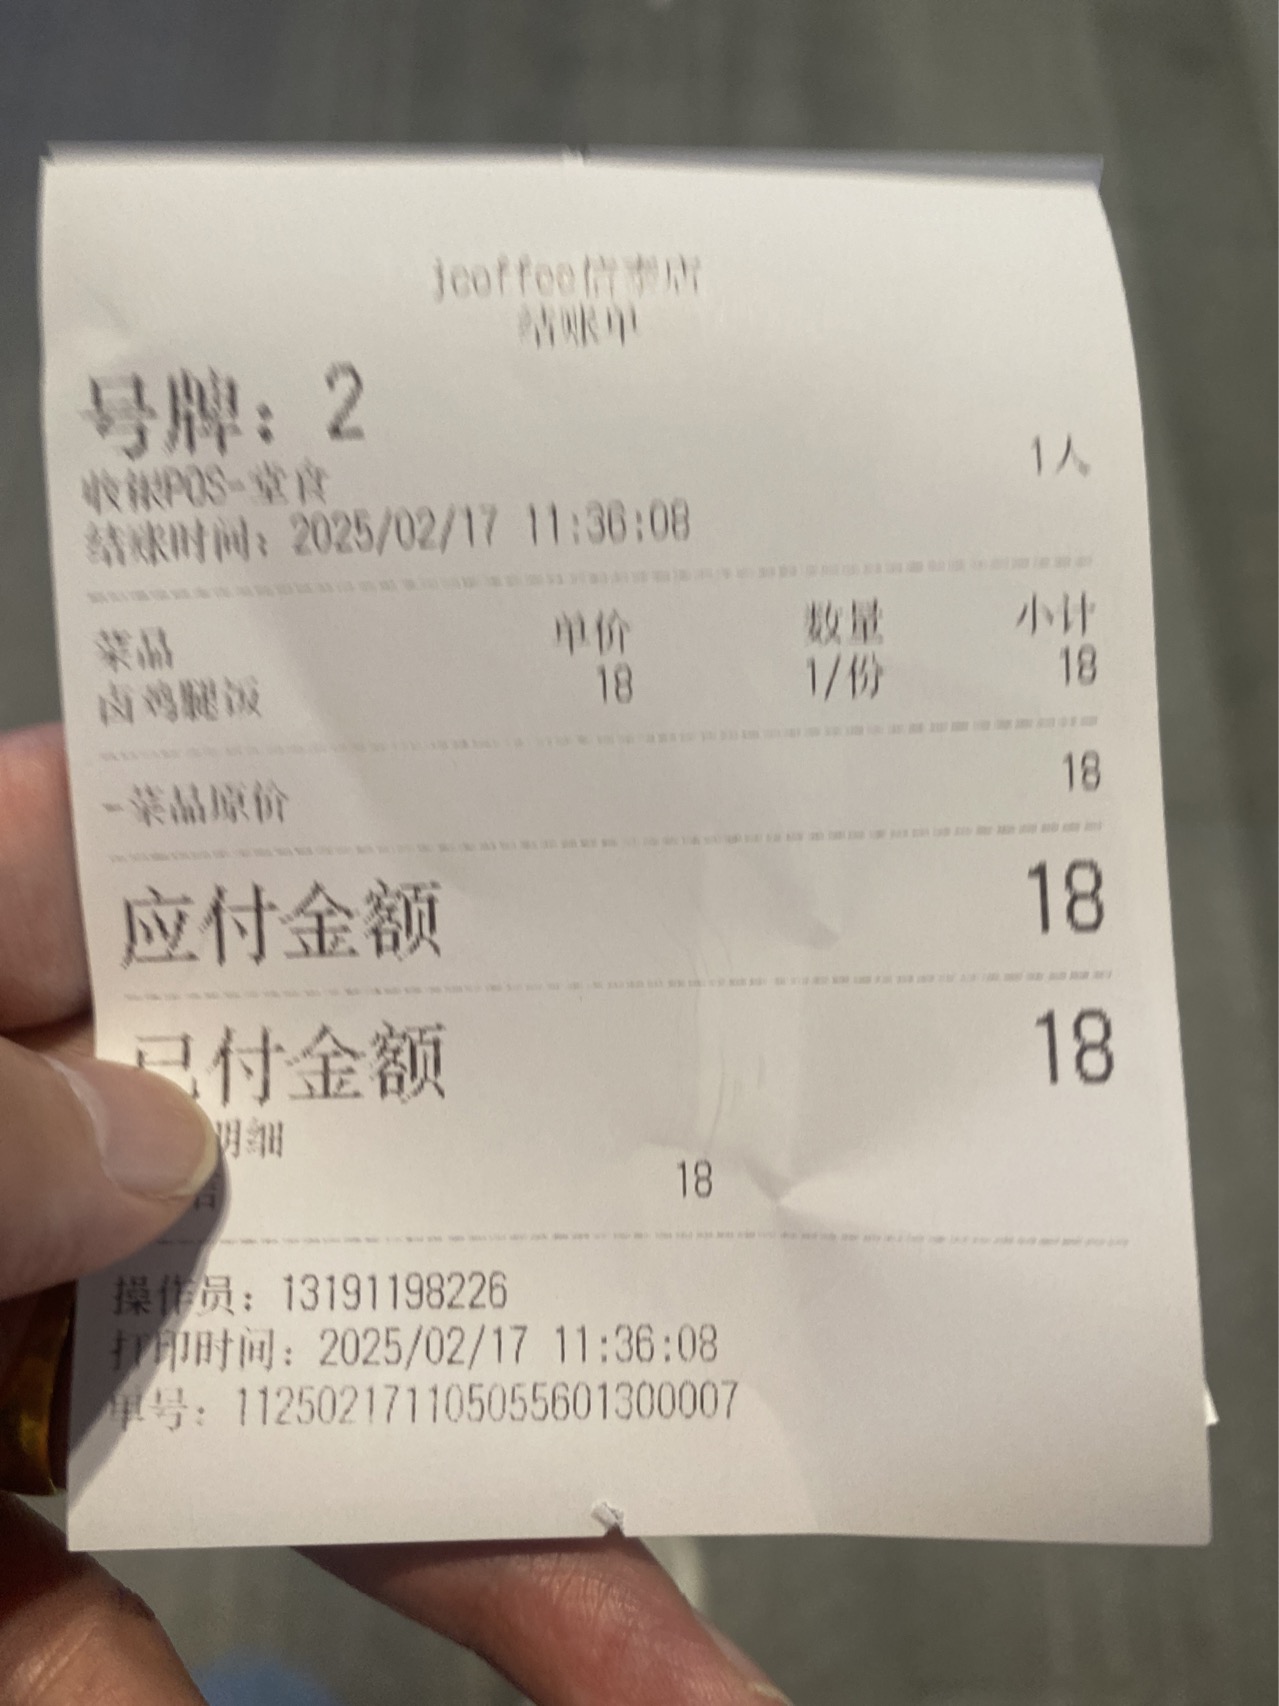 jcoffee信泰店
结账单
号牌：2
1人
收银POS-堂食
结账时间：2025/02/17 11:36:08
菜品 单价 数量 小计
卤鸡腿饭 18 1/份 18
-菜品原价 18
应付金额 18
已付金额 18
明细
18
操作员：13191198226
打印时间：2025/02/17 11:36:08
单号：112502171105055601300007